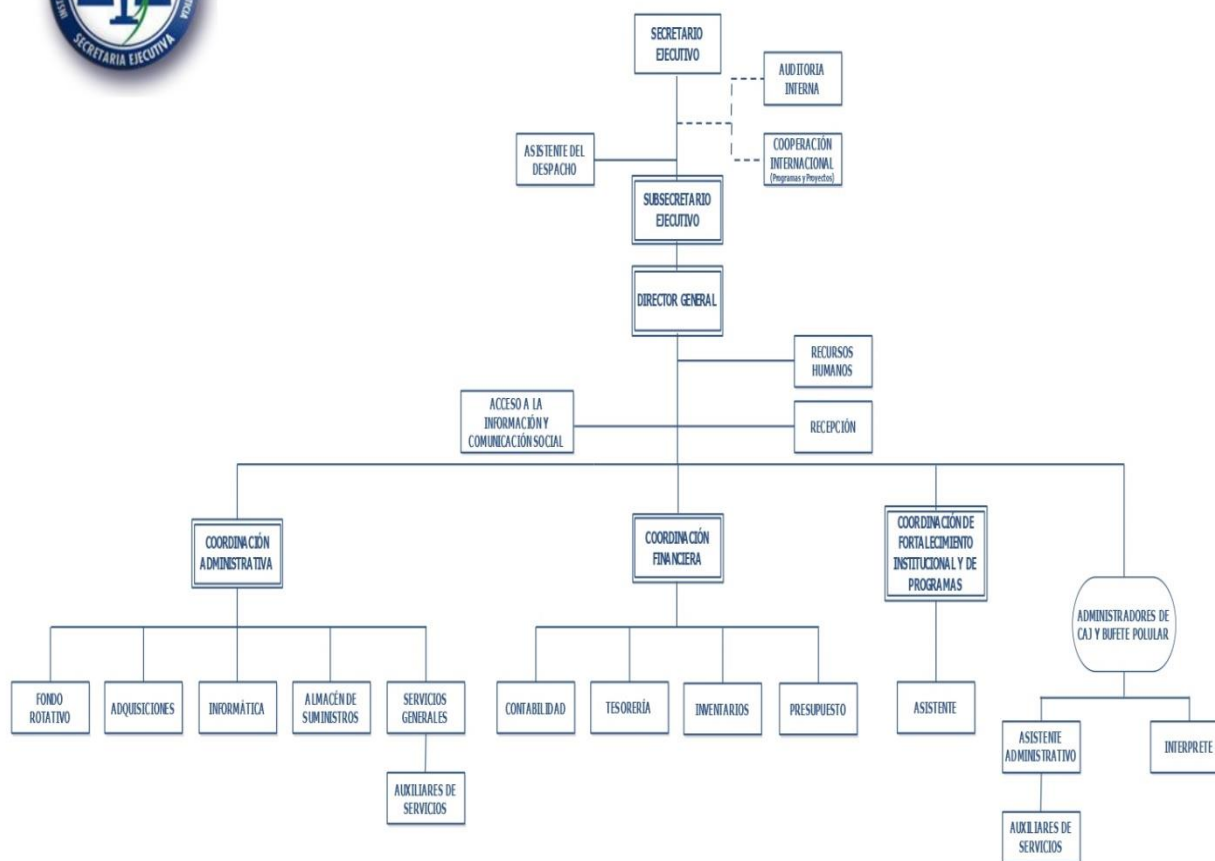 SECRETARIA EJECUTIVA
SECRETARIO
EJECUTIVO
AUDITORIA
INTERNA
ASISTENTE DEL
DESPACHO
COOPERACIÓN
INTERNACIONAL
(Programas y Proyectos)
SUBSECRETARIO
EJECUTIVO
DIRECTOR GENERAL
RECURSOS
HUMANOS
ACCESO A LA
INFORMACIÓN Y
COMUNICACIÓN SOCIAL
RECEPCIÓN
COORDINACIÓN
ADMINISTRATIVA
COORDINACIÓN
FINANCIERA
COORDINACIÓN DE
FORTALECIMIENTO
INSTITUCIONAL Y DE
PROGRAMAS
ADMINISTRADORES DE
CAJ Y BUFETE POLULAR
FONDO
ROTATIVO
ADQUISICIONES
INFORMÁTICA
ALMACÉN DE
SUMINISTROS
SERVICIOS
GENERALES
CONTABILIDAD
TESORERÍA
INVENTARIOS
PRESUPUESTO
ASISTENTE
ASISTENTE
ADMINISTRATIVO
INTERPRETE
AUXILIARES DE
SERVICIOS
AUXILIARES DE
SERVICIOS